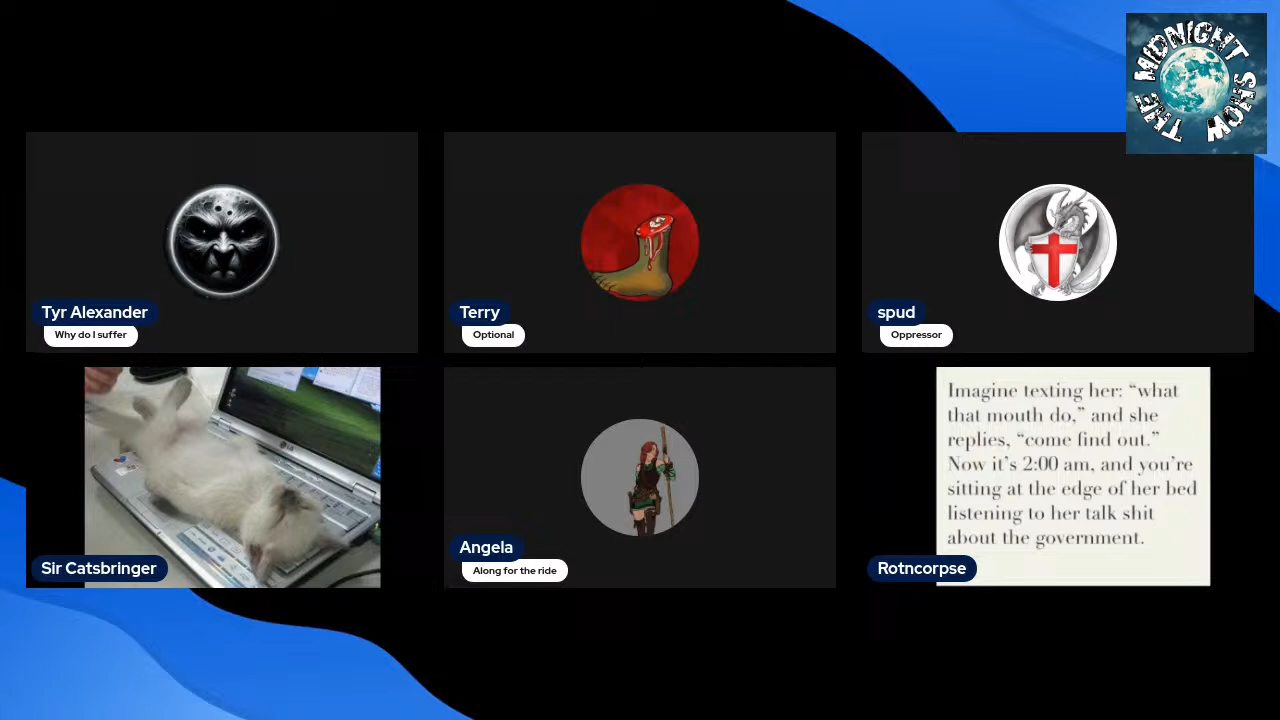 THE MIDNIGHT SHOW
Tyr Alexander
Why do I suffer
Terry
Optional
spud
Oppressor
LG
Sir Catsbringer
Angela
Along for the ride
Imagine texting her: “what
that mouth do,” and she
replies, “come find out.”
Now it’s 2:00 am, and you’re
sitting at the edge of her bed
listening to her talk shit
about the government.
Rotncorpse